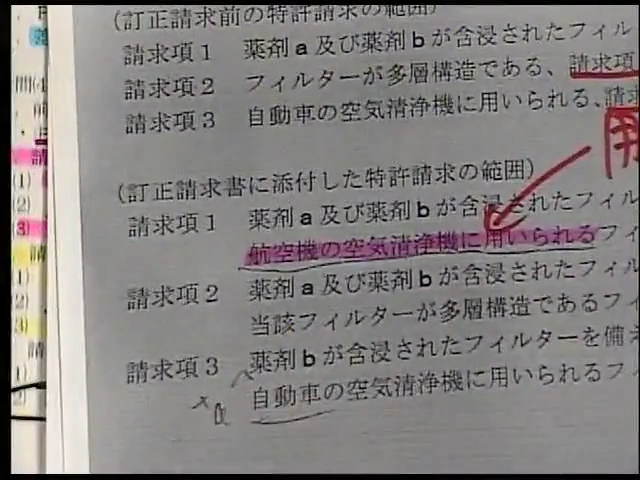 (訂正請求前の特許請求の範囲)
請求項1 薬剤a及び薬剤bが含浸されたフィル
請求項2 フィルターが多層構造である、請求項
請求項3 自動車の空気清浄機に用いられる、請求
用
(訂正請求書に添付した特許請求の範囲)
請求項1 薬剤a及び薬剤bが含浸されたフィル
航空機の空気清浄機に用いられるフィ
請求項2 薬剤a及び薬剤bが含浸されたフィル
当該フィルターが多層構造であるフィ
請求項3 薬剤bが含浸されたフィルターを備え
自動車の空気清浄機に用いられるフ
×a
請
(1)
(2)
3)
請
1)
2)
3)
請